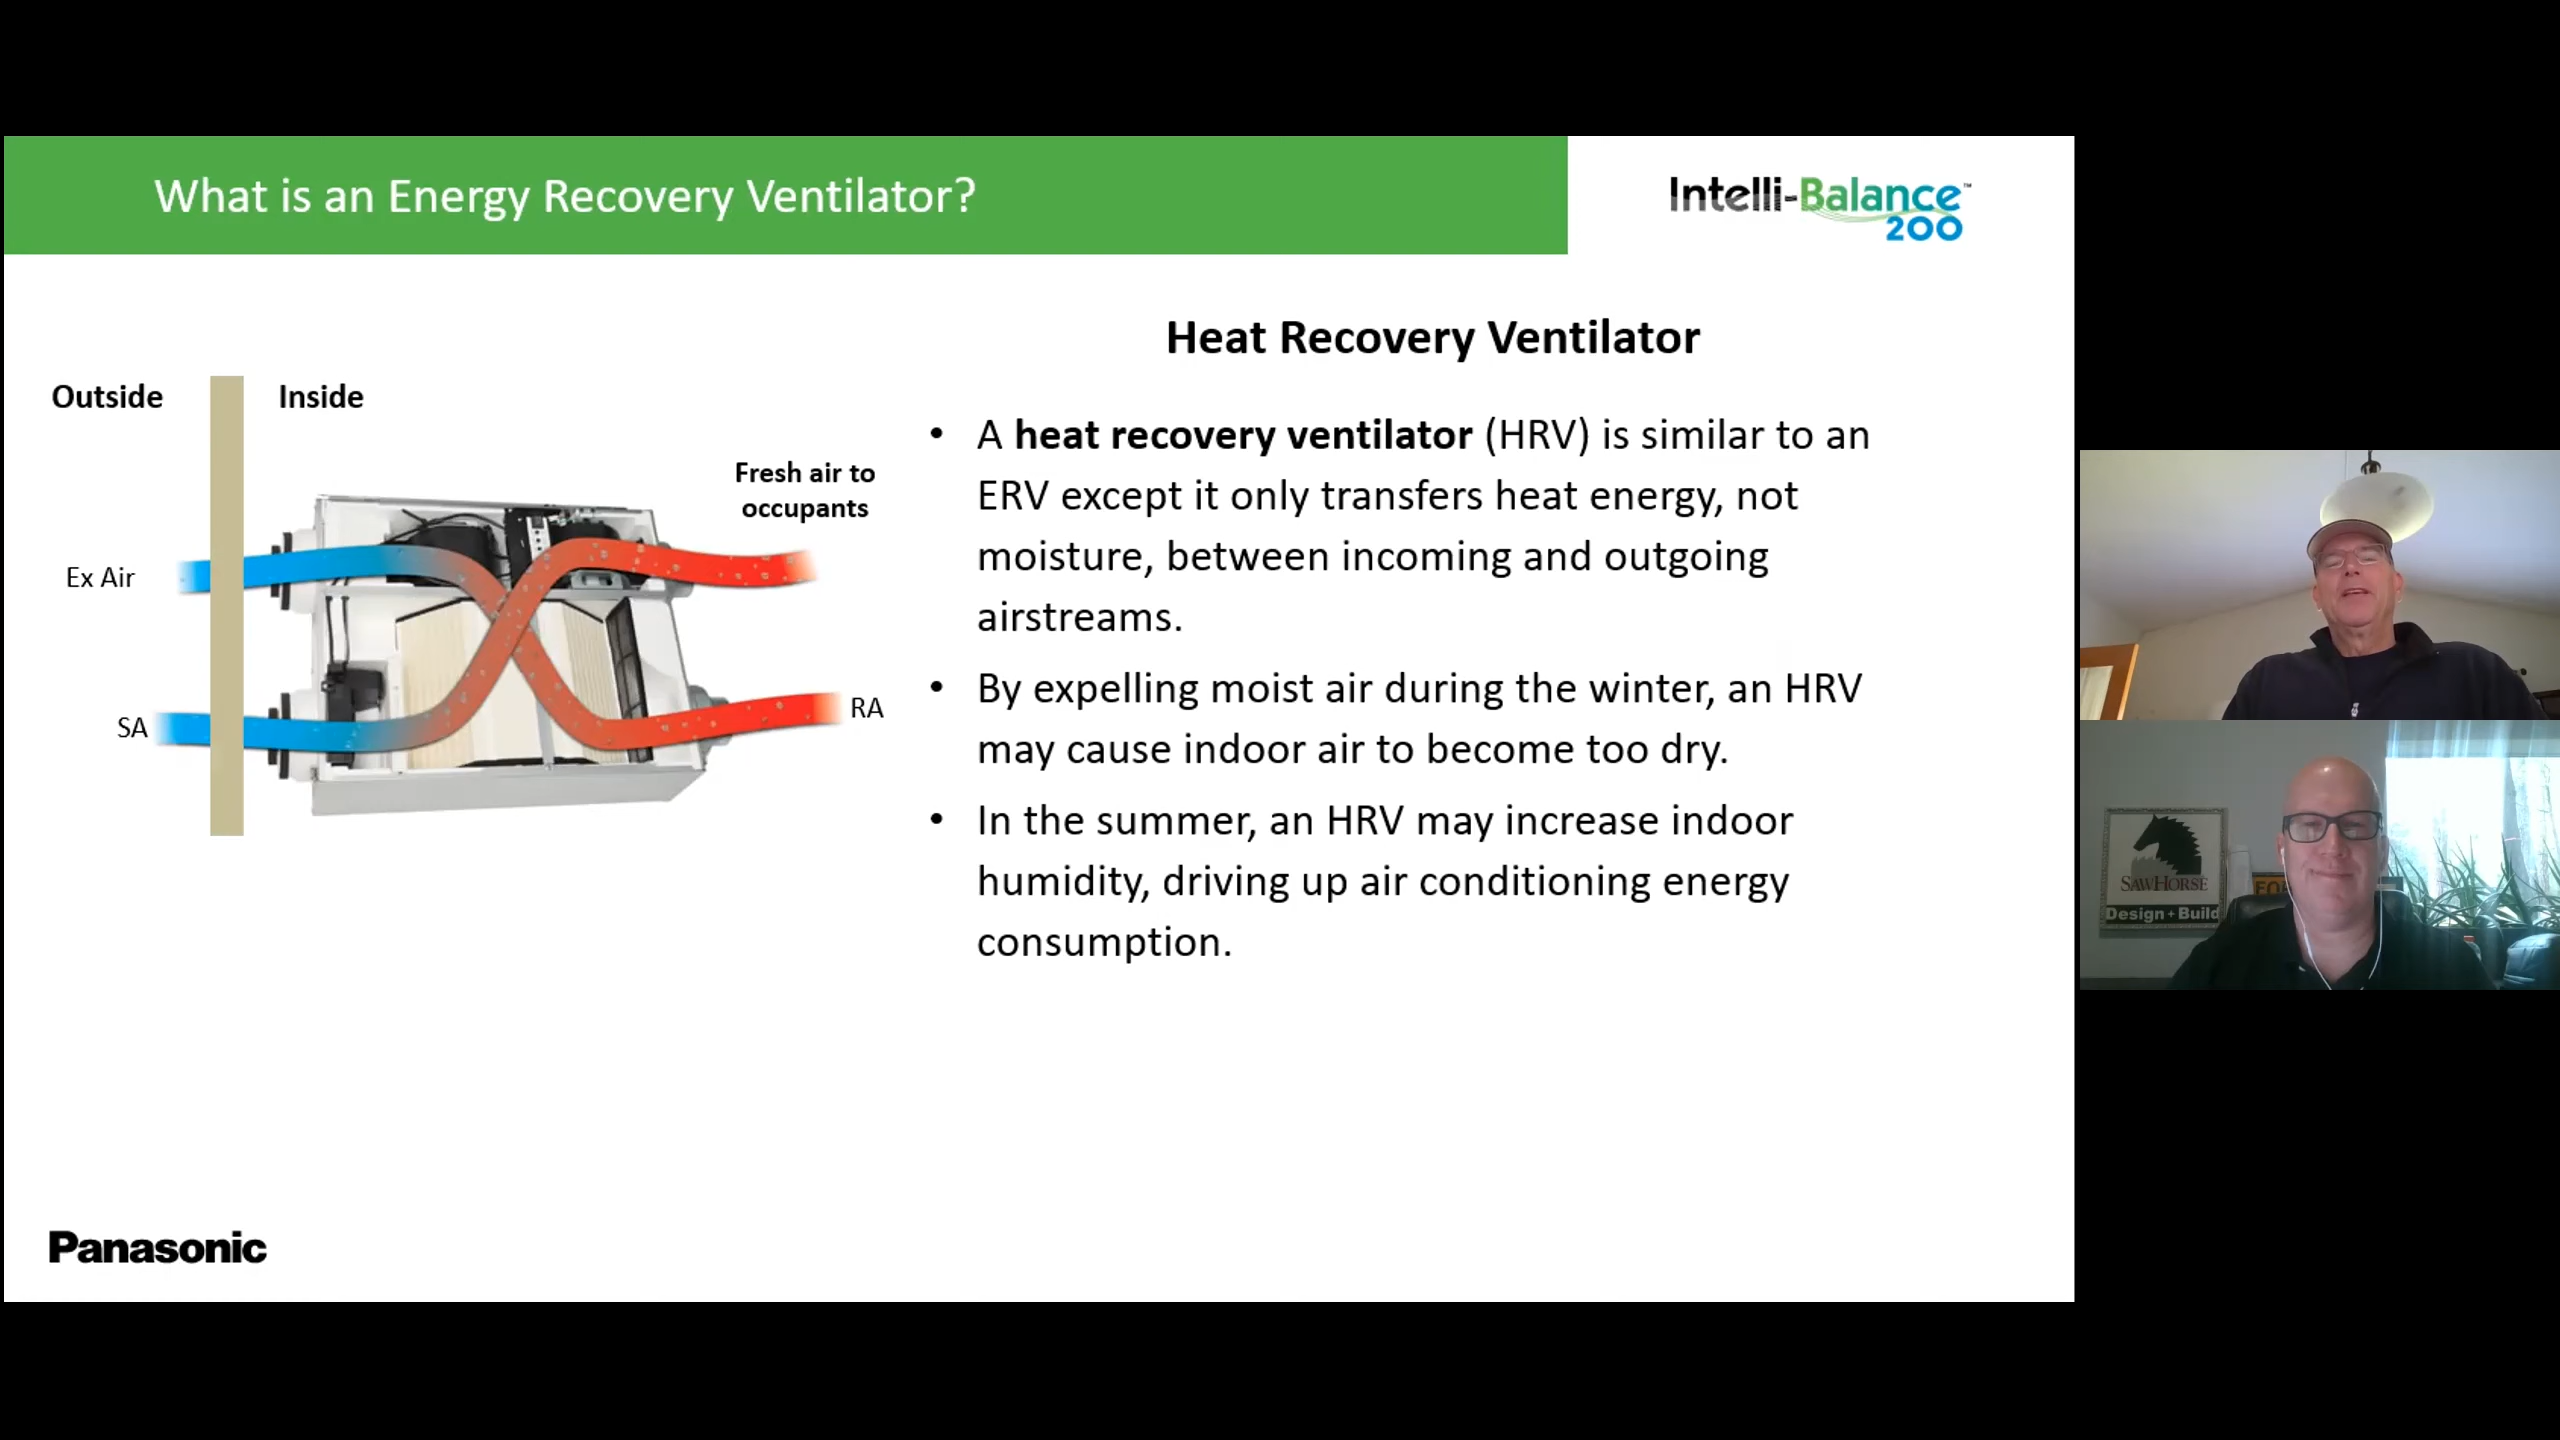 What is an Energy Recovery Ventilator?
Intelli-Balance™
200
Heat Recovery Ventilator
Outside
Inside
Fresh air to
occupants
Ex Air
SA
RA
• A heat recovery ventilator (HRV) is similar to an
ERV except it only transfers heat energy, not
moisture, between incoming and outgoing
airstreams.
• By expelling moist air during the winter, an HRV
may cause indoor air to become too dry.
• In the summer, an HRV may increase indoor
humidity, driving up air conditioning energy
consumption.
Panasonic
SAWHORSE
Design + Build